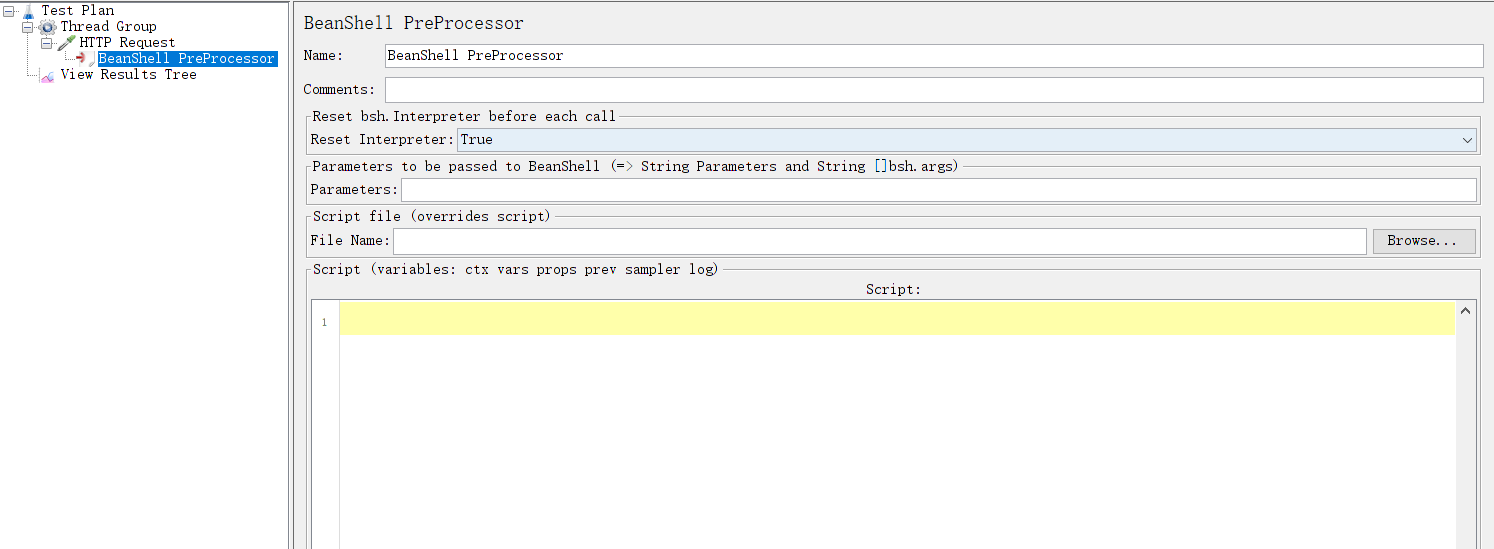 Test Plan
Thread Group
HTTP Request
BeanShell PreProcessor
View Results Tree
BeanShell PreProcessor
Name: BeanShell PreProcessor
Comments:
Reset bsh.Interpreter before each call
Reset Interpreter: True
Parameters to be passed to BeanShell (=> String Parameters and String []bsh.args)
Parameters:
Script file (overrides script)
File Name: Browse...
Script (variables: ctx vars props prev sampler log)
Script:
1